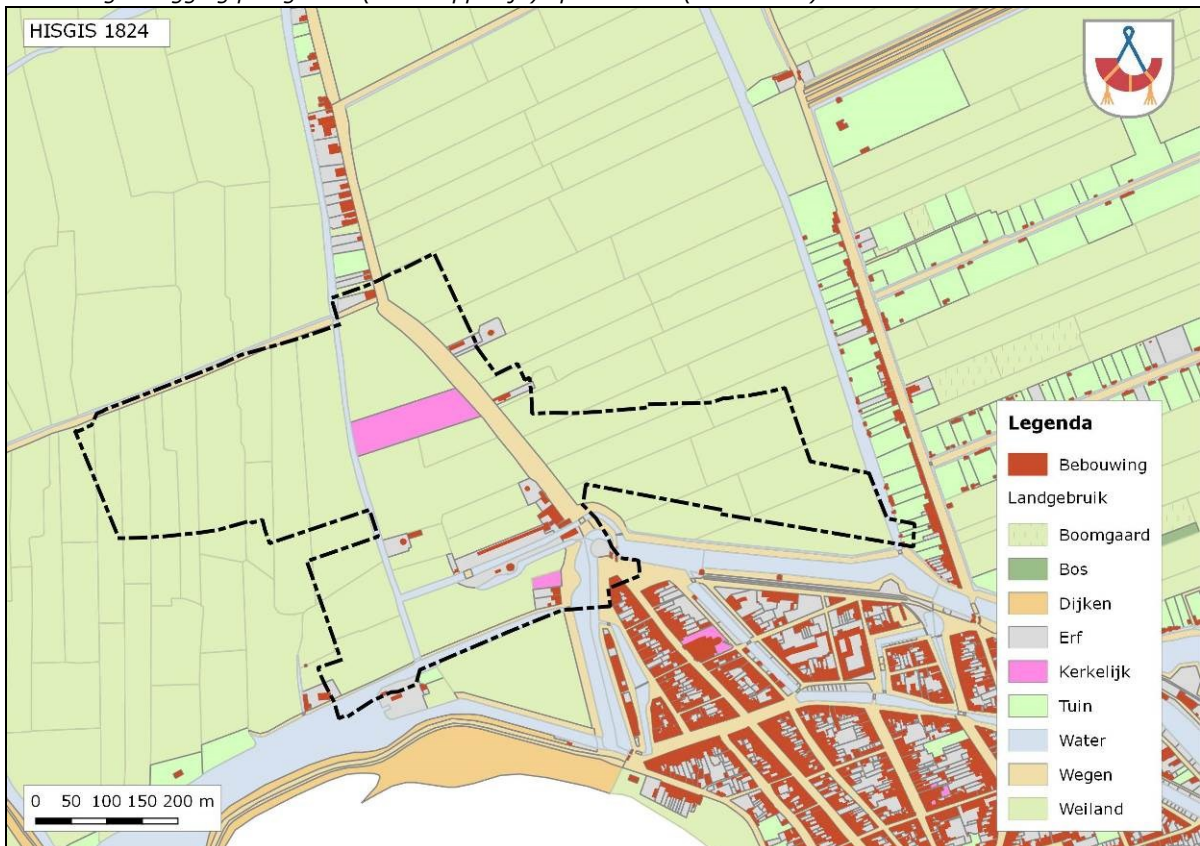 HISGIS 1824
Legenda
Bebouwing
Landgebruik
Boomgaard
Bos
Dijken
Erf
Kerkelijk
Tuin
Water
Wegen
Weiland
0 50 100 150 200 m